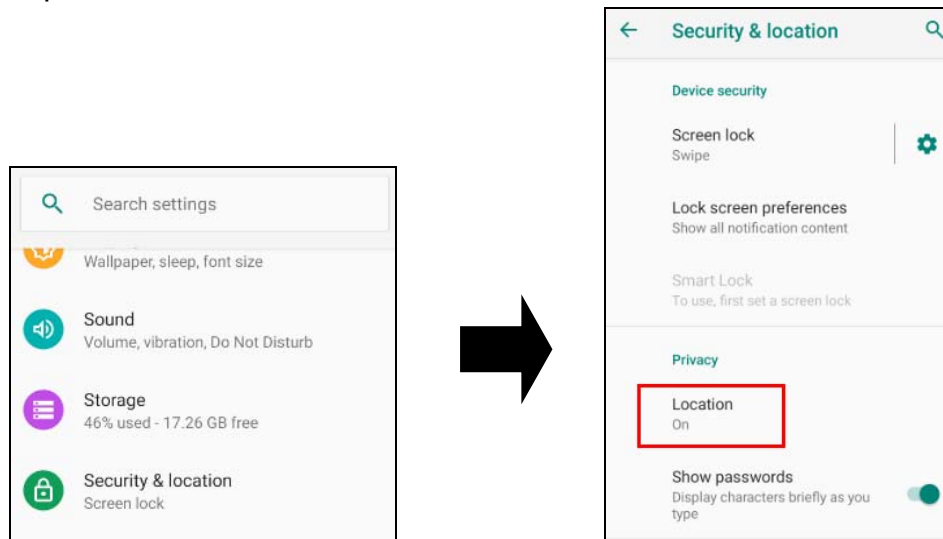 Search settings
Wallpaper, sleep, font size
Sound
Volume, vibration, Do Not Disturb
Storage
46% used - 17.26 GB free
Security & location
Screen lock
Security & location
Device security
Screen lock
Swipe
Lock screen preferences
Show all notification content
Smart Lock
To use, first set a screen lock
Privacy
Location
On
Show passwords
Display characters briefly as you
type